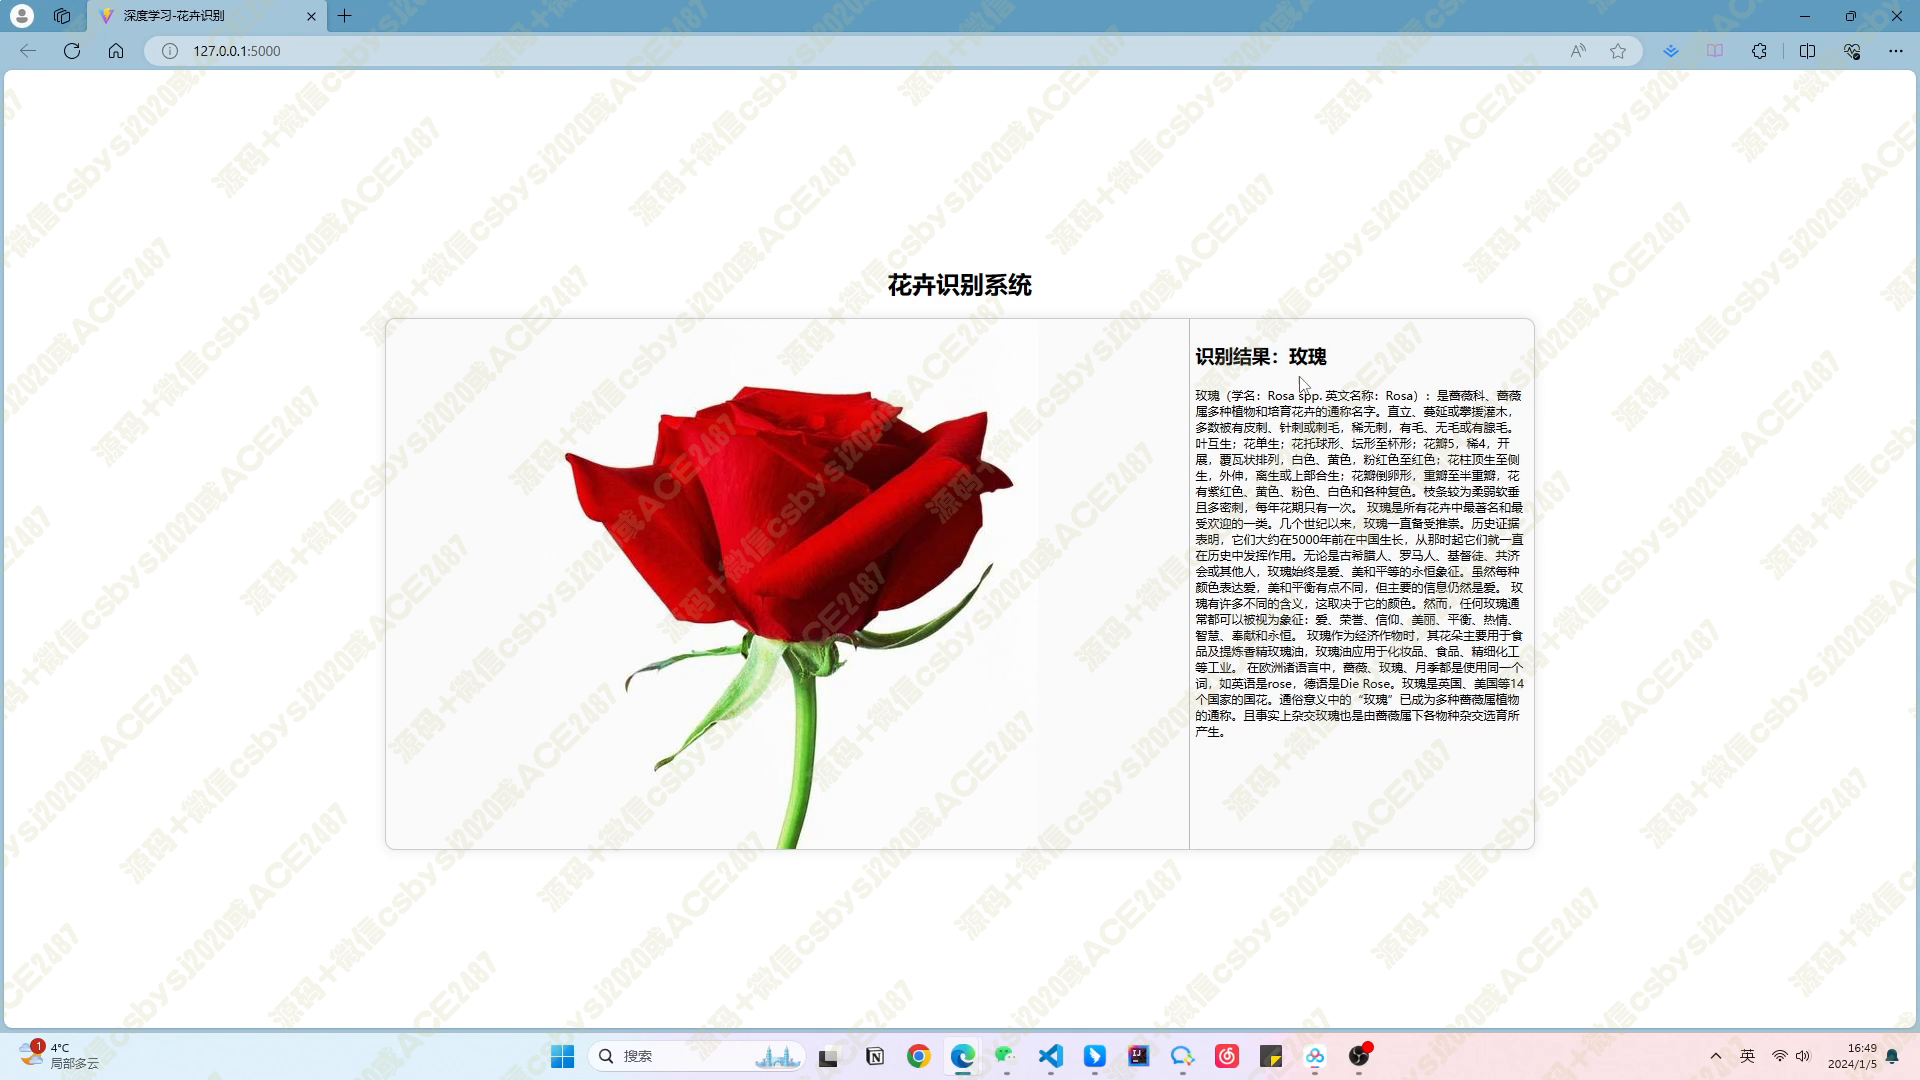 深度学习-花卉识别
127.0.0.1:5000
花卉识别系统
识别结果：玫瑰
玫瑰（学名：Rosa spp. 英文名称：Rosa）：是蔷薇科、蔷薇
属多种植物和培育花卉的通称名字。直立、蔓延或攀援灌木，
多数被有皮刺、针刺或刺毛，稀无刺，有毛、无毛或有腺毛。
叶互生；花单生；花托球形、坛形至杯形；花瓣5，稀4，开
展，覆瓦状排列，白色、黄色，粉红色至红色；花柱顶生至侧
生，外伸，离生或上部合生；花瓣倒卵形，重瓣至半重瓣，花
有紫红色、黄色、粉色、白色和各种复色。枝条较为柔弱软垂
且多密刺，每年花期只有一次。 玫瑰是所有花卉中最著名和最
受欢迎的一类。几个世纪以来，玫瑰一直备受推崇。历史证据
表明，它们大约在5000年前在中国生长，从那时起它们就一直
在历史中发挥作用。无论是古希腊人、罗马人、基督徒、共济
会或其他人，玫瑰始终是爱、美和平等的永恒象征。虽然每种
颜色表达爱，美和平衡有点不同，但主要的信息仍然是爱。 玫
瑰有许多不同的含义，这取决于它的颜色。然而，任何玫瑰通
常都可以被视为象征：爱、荣誉、信仰、美丽、平衡、热情、
智慧、奉献和永恒。 玫瑰作为经济作物时，其花朵主要用于食
品及提炼香精玫瑰油，玫瑰油应用于化妆品、食品、精细化工
等工业。 在欧洲诸语言中，蔷薇、玫瑰、月季都是使用同一个
词，如英语是rose，德语是Die Rose。玫瑰是英国、美国等14
个国家的国花。通俗意义中的“玫瑰”已成为多种蔷薇属植物
的通称。且事实上杂交玫瑰也是由蔷薇属下各物种杂交选育所
产生。
源码+微信csbysj2020或ACE2487
1
4°C
局部多云
搜索
英
16:49
2024/1/5